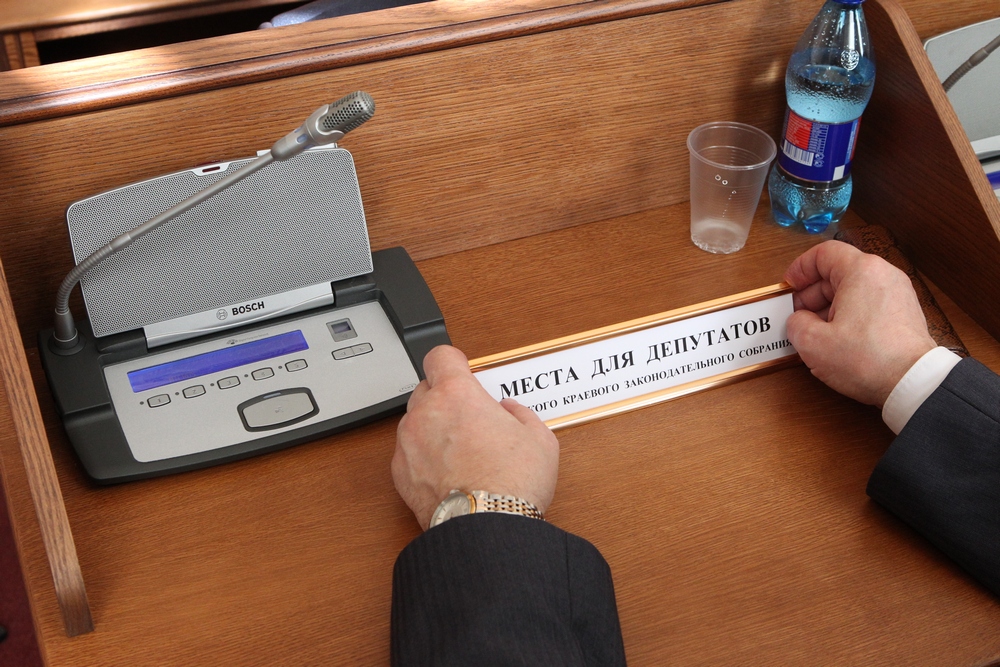 BOSCH
МЕСТА ДЛЯ ДЕПУТАТОВ
КРАЕВОГО ЗАКОНОДАТЕЛЬНОГО СОБРАНИЯ